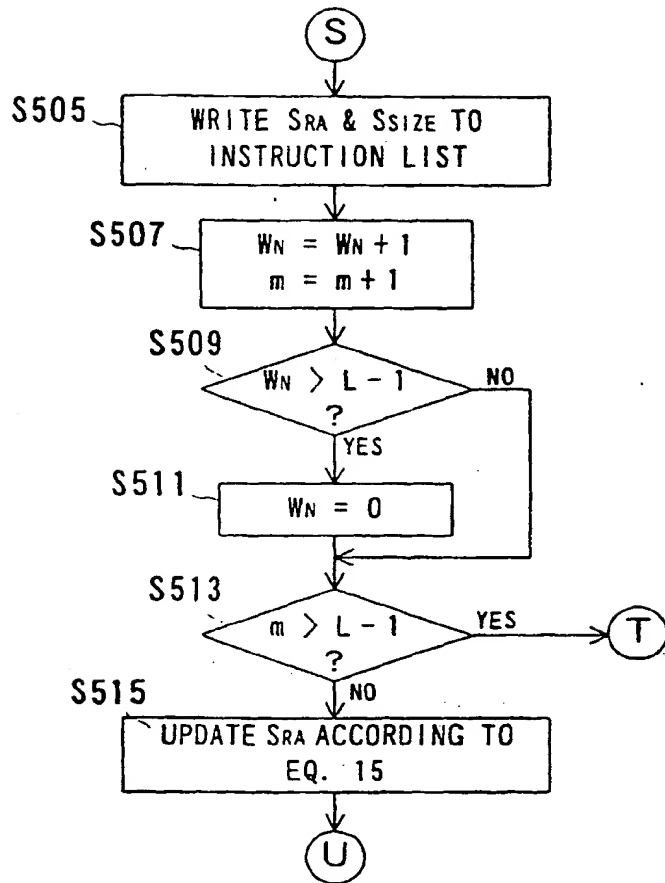 S
S505
WRITE SRA & SSIZE TO
INSTRUCTION LIST
S507
WN = WN + 1
m = m + 1
S509
WN > L - 1
?
NO
YES
S511
WN = 0
S513
m > L - 1
?
YES
T
NO
S515
UPDATE SRA ACCORDING TO
EQ. 15
U